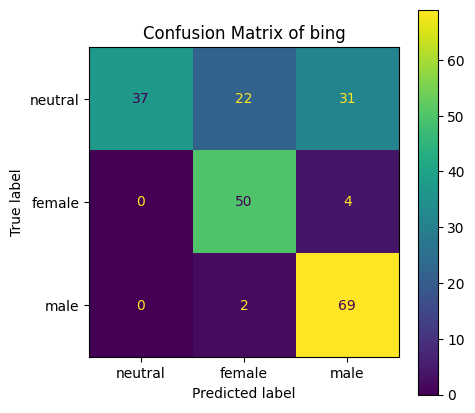 Confusion Matrix of bing
True label
neutral 37 22 31
female 0 50 4
male 0 2 69
neutral female male
Predicted label
60
50
40
30
20
10
0